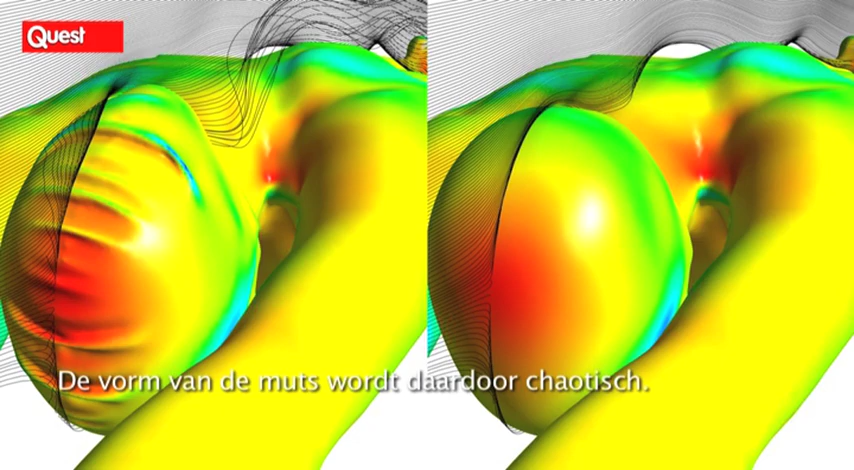 Quest
De vorm van de muts wordt daardoor chaotisch.